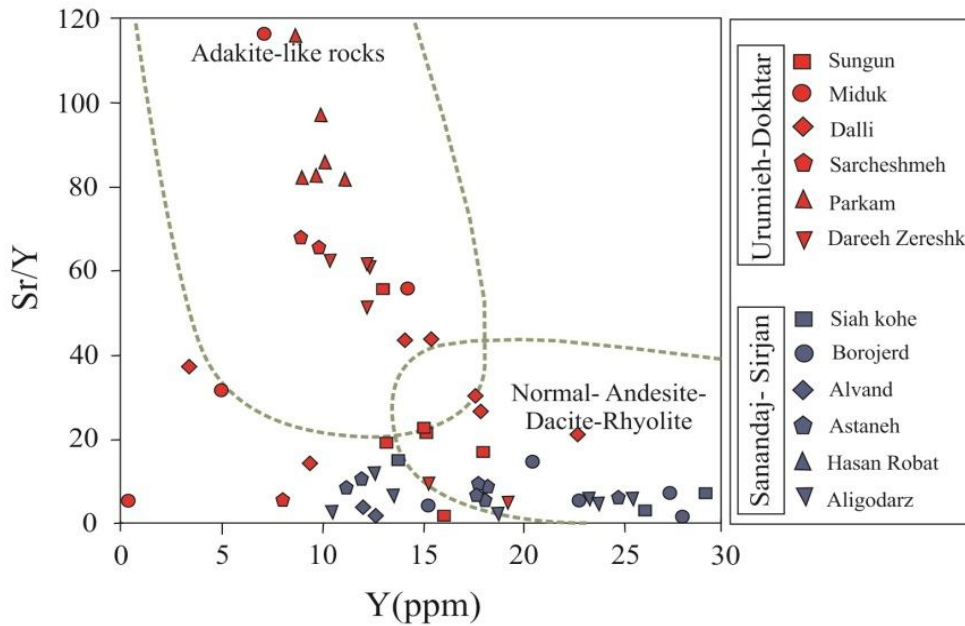 120
100
80
60
40
20
0
Sr/Y
0
5
10
15
20
25
30
Y(ppm)
Adakite-like rocks
Normal- Andesite-
Dacite-Rhyolite
Urumieh-Dokhtar
Sungun
Miduk
Dalli
Sarcheshmeh
Parkam
Dareeh Zereshk
Sanandaj- Sirjan
Siah kohe
Borojerd
Alvand
Astaneh
Hasan Robat
Aligodarz